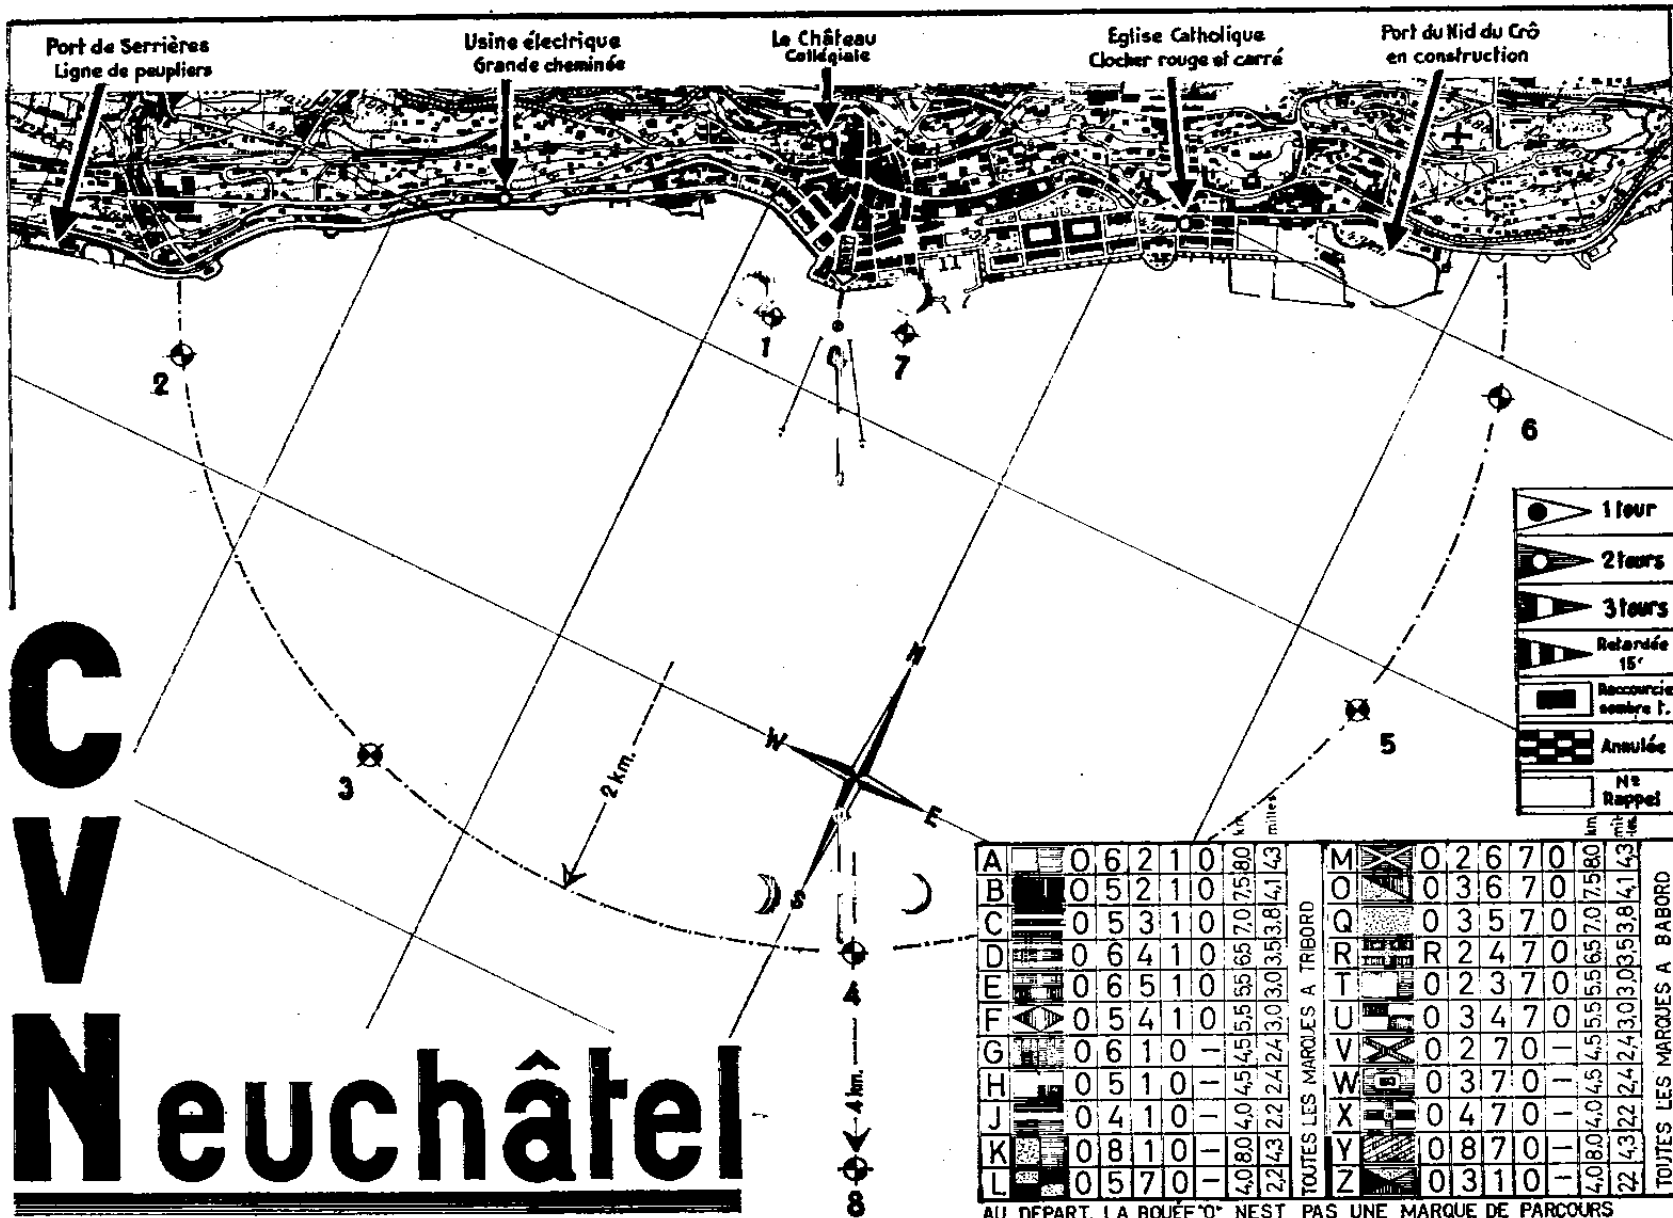 Port de Serrières
Ligne de peupliers
Usine électrique
Grande cheminée
Le Château
Collégiale
Eglise Catholique
Clocher rouge et carré
Port du Nid du Crô
en construction
1
0
7
2
6
1 tour
2 tours
3 tours
Retardée
15'
Raccourcie
nombre t.
Annulée
Nº
Rappel
N
W
E
S
2 km.
3
5
4
4 km.
8
C
V
Neuchâtel
km milles
A 0 6 2 1 0 8,0 4,3
B 0 5 2 1 0 7,5 4,1
C 0 5 3 1 0 7,0 3,8
D 0 6 4 1 0 6,5 3,5
E 0 6 5 1 0 5,5 3,0
F 0 5 4 1 0 5,5 3,0
G 0 6 1 0 – 4,5 2,4
H 0 5 1 0 – 4,5 2,4
J 0 4 1 0 – 4,0 2,2
K 0 8 1 0 – 8,0 4,3
L 0 5 7 0 – 4,0 2,2
TOUTES LES MARQUES A TRIBORD
km milles
M 0 2 6 7 0 8,0 4,3
O 0 3 6 7 0 7,5 4,1
Q 0 3 5 7 0 7,0 3,8
R R 2 4 7 0 6,5 3,5
T 0 2 3 7 0 5,5 3,0
U 0 3 4 7 0 5,5 3,0
V 0 2 7 0 – 4,5 2,4
W 0 3 7 0 – 4,5 2,4
X 0 4 7 0 – 4,0 2,2
Y 0 8 7 0 – 8,0 4,3
Z 0 3 1 0 – 4,0 2,2
TOUTES LES MARQUES A BABORD
AU DEPART, LA BOUÉE "0" NEST PAS UNE MARQUE DE PARCOURS